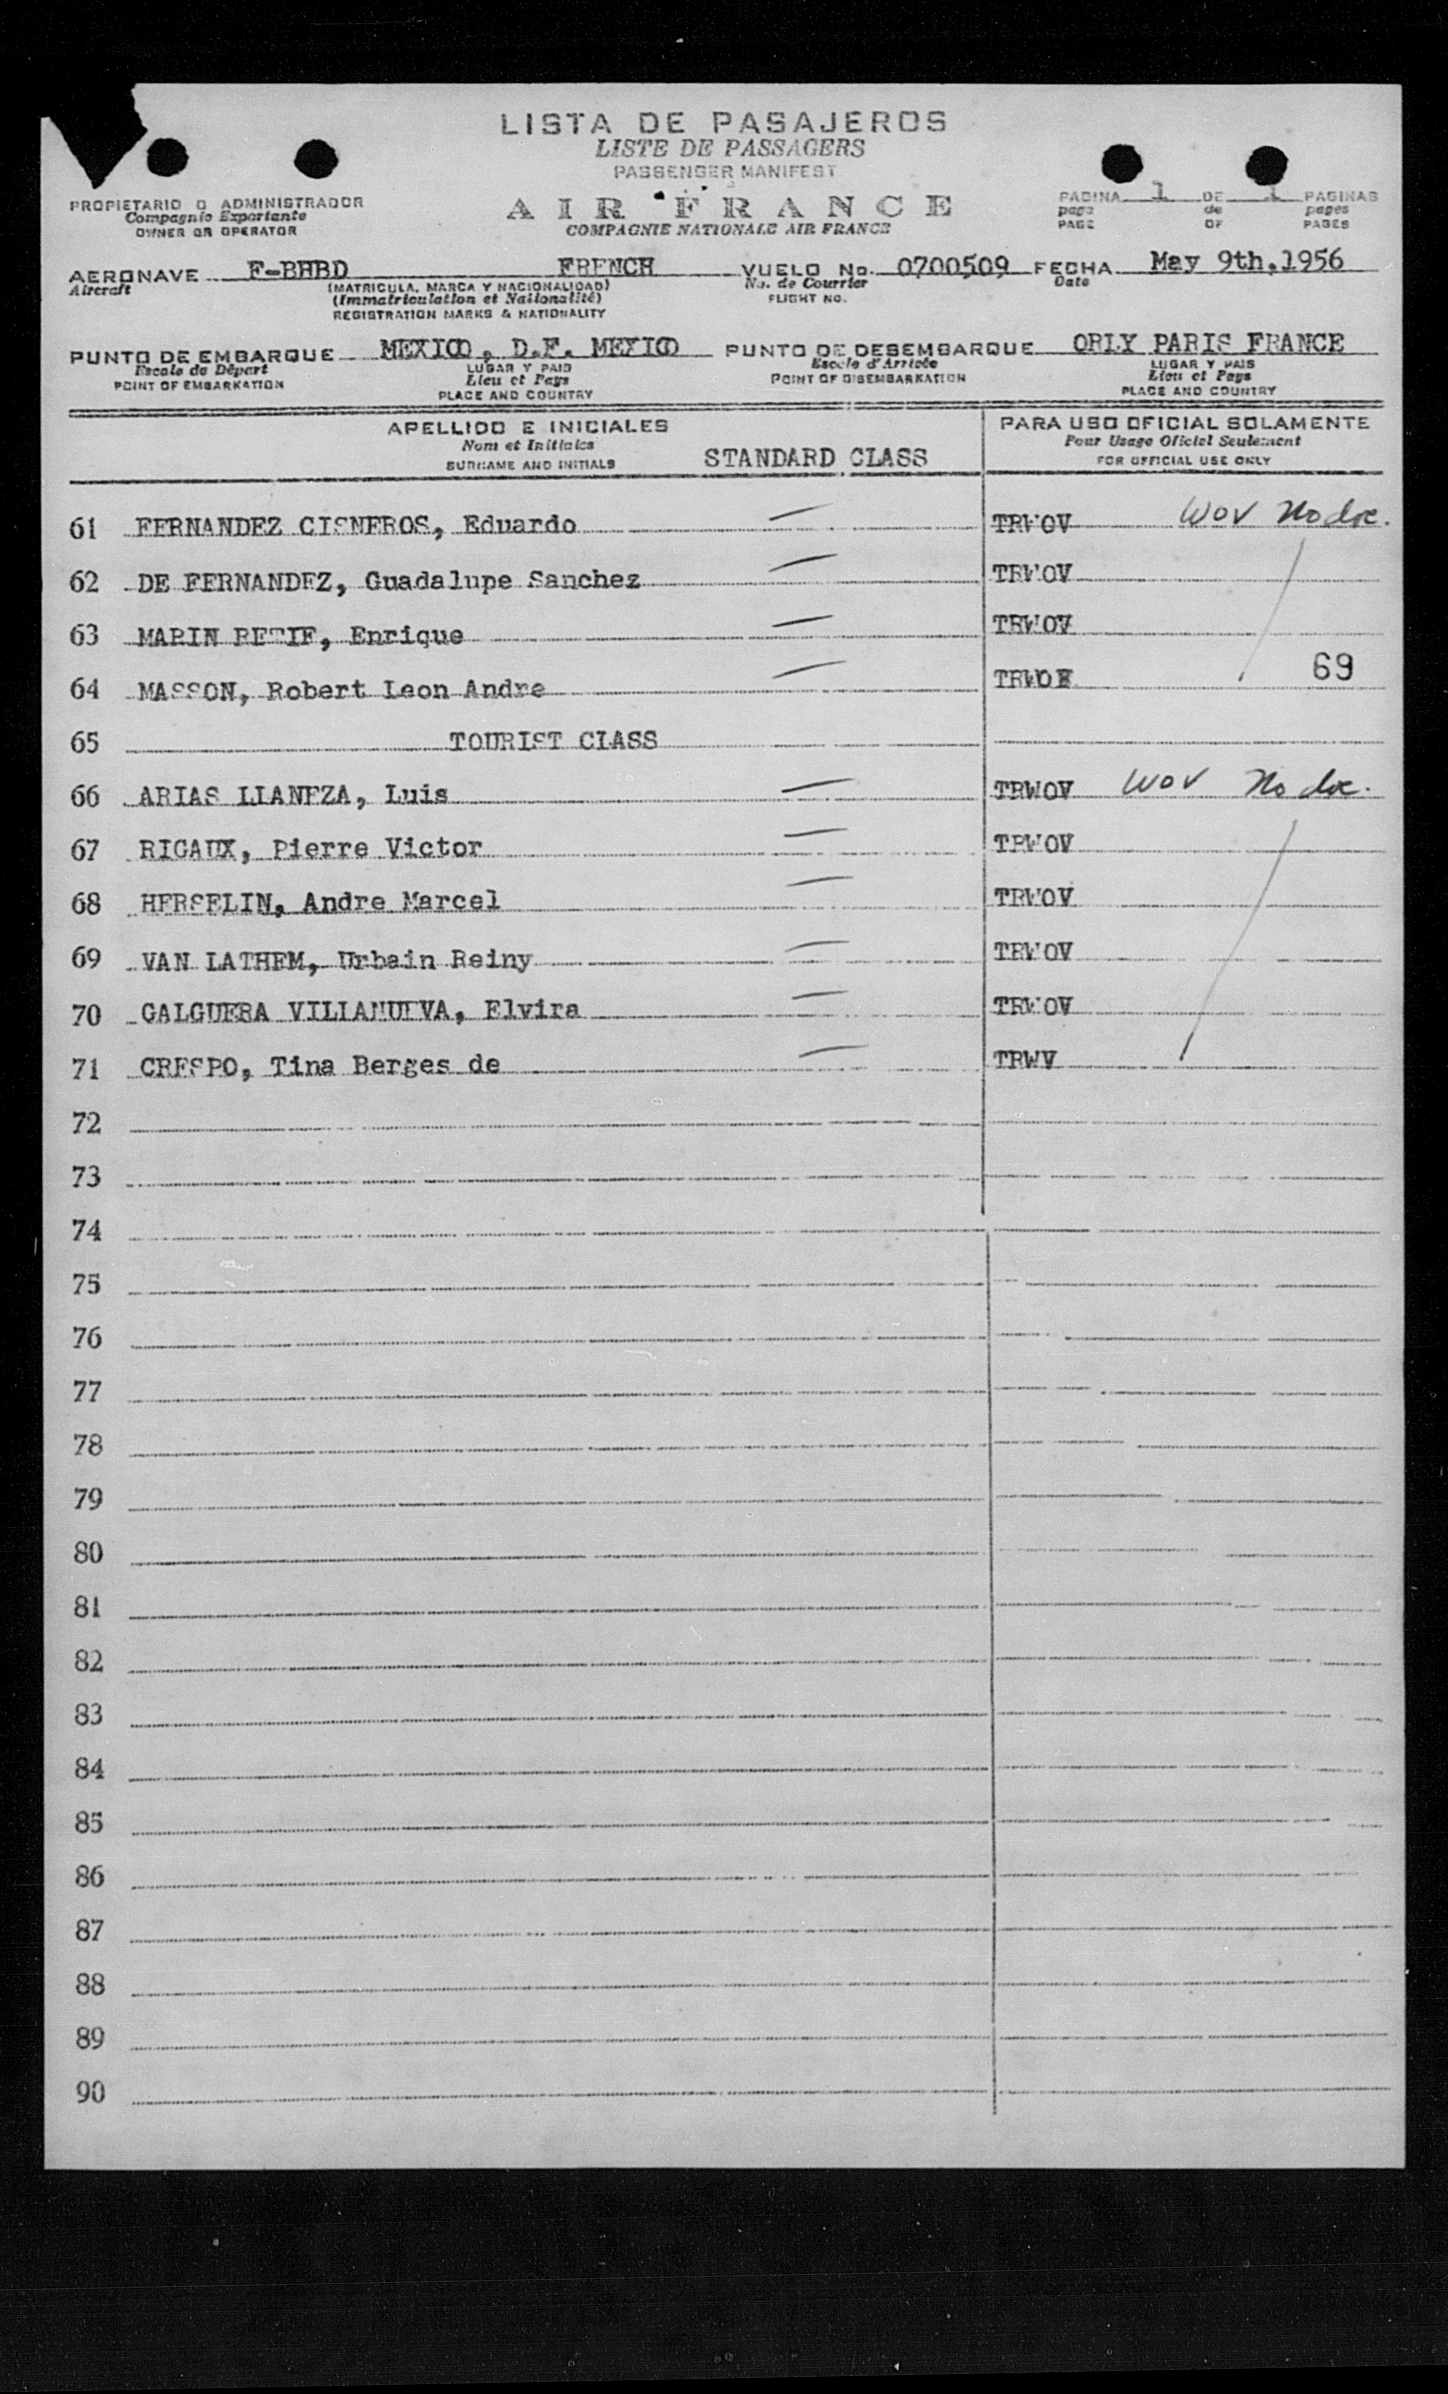 LISTA DE PASAJEROS
LISTE DE PASSAGERS
PASSENGER MANIFEST
PROPIETARIO O ADMINISTRADOR
Compagnie Exportante
OWNER OR OPERATOR
AIR FRANCE
COMPAGNIE NATIONALE AIR FRANCE
PAGINA 1 DE 1 PAGINAS
page de pages
PAGE OF PAGES
AERONAVE F-BHBD FRENCH VUELO No. 0700509 FECHA May 9th,1956
Aircraft (MATRICULA, MARCA Y NACIONALIDAD) No. de Courrier Date
(Immatriculation et Nationalité) FLIGHT NO.
REGISTRATION MARKS & NATIONALITY
PUNTO DE EMBARQUE MEXICO, D.F. MEXICO PUNTO DE DESEMBARQUE ORLY PARIS FRANCE
Escale de Départ LUGAR Y PAIS Escale d'Arrivée LUGAR Y PAIS
POINT OF EMBARKATION Lieu et Pays POINT OF DISEMBARKATION Lieu et Pays
PLACE AND COUNTRY PLACE AND COUNTRY
APELLIDO E INICIALES PARA USO OFICIAL SOLAMENTE
Nom et Initiales Pour Usage Oficiel Seulement
SURNAME AND INITIALS STANDARD CLASS FOR OFFICIAL USE ONLY
61 FERNANDEZ CISNEROS, Eduardo TRWOV WOV No doc.
62 DE FERNANDEZ, Guadalupe Sanchez TRWOV
63 MARIN RETIF, Enrique TRWOV
64 MASSON, Robert Leon Andre TRWOV 69
65 TOURIST CLASS
66 ARIAS LLANEZA, Luis TRWOV WOV No doc.
67 RIGAUX, Pierre Victor TRWOV
68 HERSELIN, Andre Marcel TRWOV
69 VAN LATHEM, Urbain Reiny TRWOV
70 GALGUERA VILLANUEVA, Elvira TRWOV
71 CRESPO, Tina Berges de TRWV
72
73
74
75
76
77
78
79
80
81
82
83
84
85
86
87
88
89
90